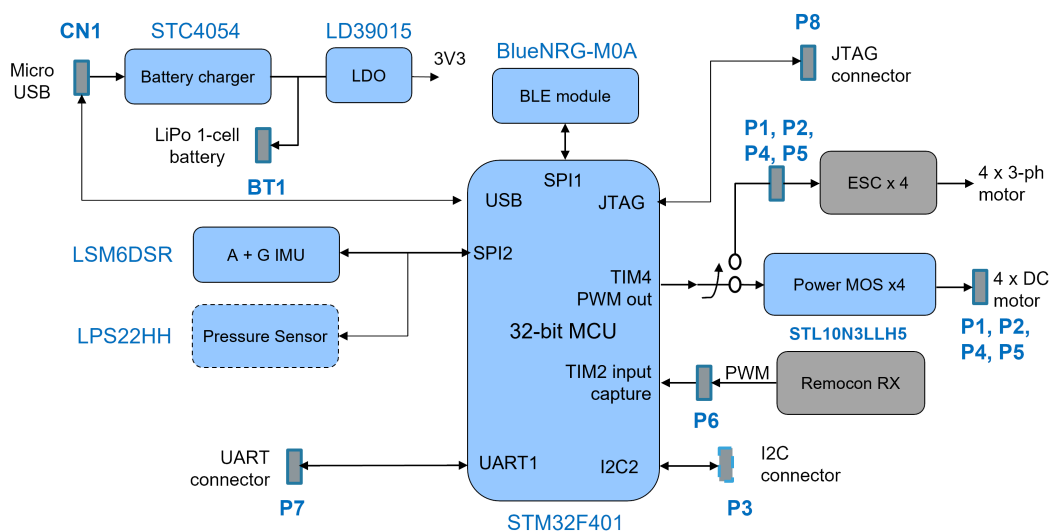 CN1
STC4054
LD39015
P8
Micro
USB
Battery charger
LDO
3V3
BlueNRG-M0A
BLE module
JTAG
connector
LiPo 1-cell
battery
BT1
P1, P2,
P4, P5
ESC x 4
4 x 3-ph
motor
SPI1
USB
JTAG
LSM6DSR
A + G IMU
SPI2
TIM4
PWM out
Power MOS x4
4 x DC
motor
LPS22HH
Pressure Sensor
32-bit MCU
STL10N3LLH5
P1, P2,
P4, P5
TIM2 input
capture
PWM
Remocon RX
P6
UART
connector
UART1
I2C2
I2C
connector
P7
P3
STM32F401